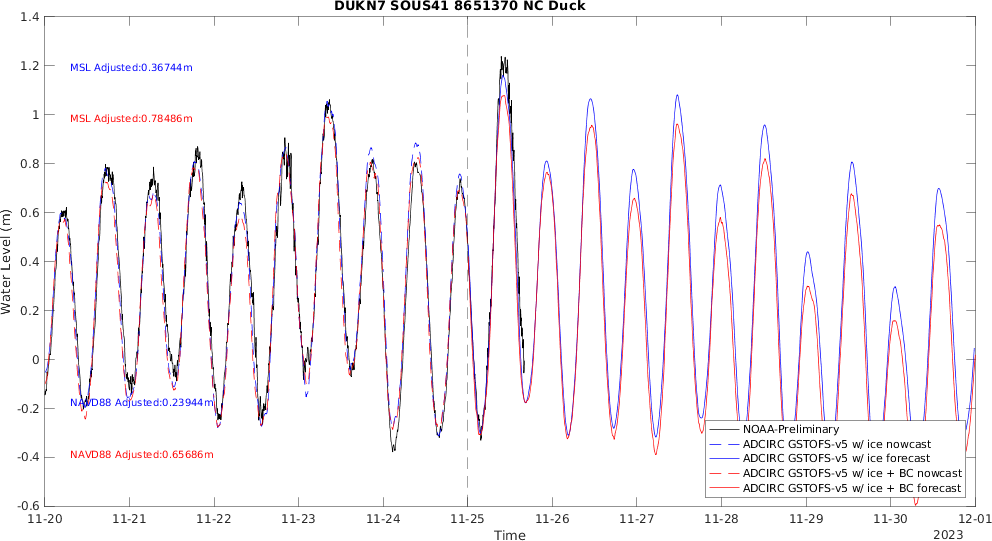 DUKN7 SOUS41 8651370 NC Duck
1.4
1.2
1
0.8
0.6
0.4
0.2
0
-0.2
-0.4
-0.6
Water Level (m)
MSL Adjusted:0.36744m
MSL Adjusted:0.78486m
NAVD88 Adjusted:0.23944m
NAVD88 Adjusted:0.65686m
NOAA-Preliminary
ADCIRC GSTOFS-v5 w/ ice nowcast
ADCIRC GSTOFS-v5 w/ ice forecast
ADCIRC GSTOFS-v5 w/ ice + BC nowcast
ADCIRC GSTOFS-v5 w/ ice + BC forecast
11-20 11-21 11-22 11-23 11-24 11-25 11-26 11-27 11-28 11-29 11-30 12-01
Time
2023